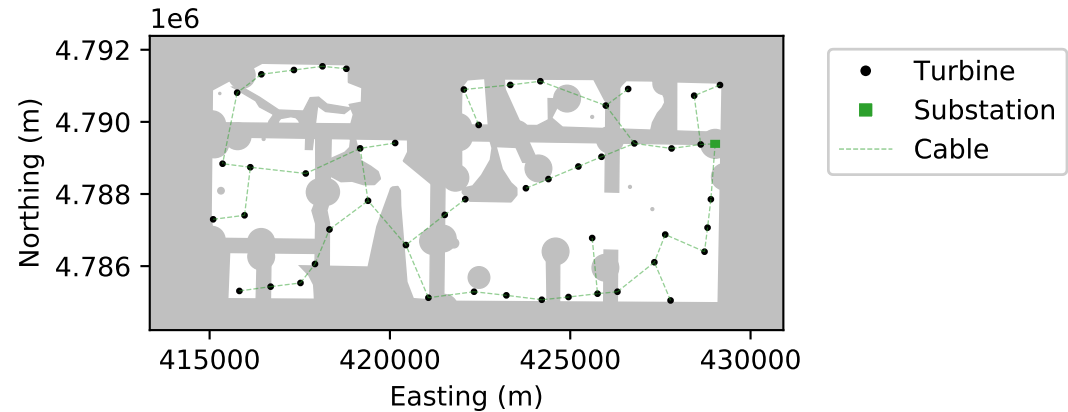 1e6
4.792
4.790
4.788
4.786
Northing (m)
415000 420000 425000 430000
Easting (m)
Turbine
Substation
Cable